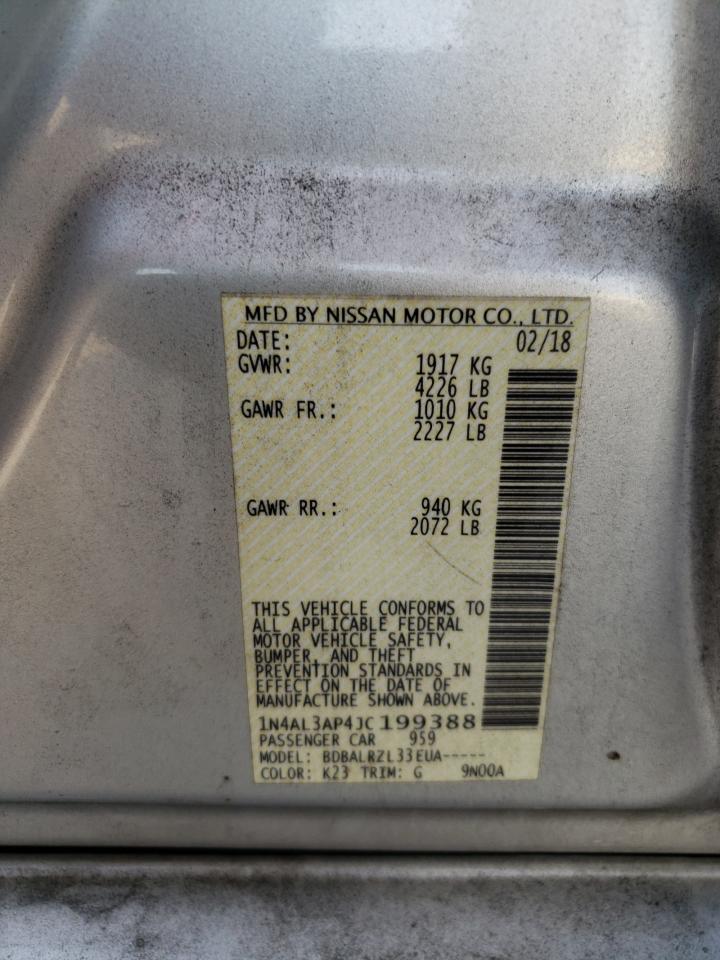 MFD BY NISSAN MOTOR CO., LTD.
DATE: 02/18
GVWR: 1917 KG
4226 LB
GAWR FR.: 1010 KG
2227 LB
GAWR RR.: 940 KG
2072 LB
THIS VEHICLE CONFORMS TO
ALL APPLICABLE FEDERAL
MOTOR VEHICLE SAFETY,
BUMPER, AND THEFT
PREVENTION STANDARDS IN
EFFECT ON THE DATE OF
MANUFACTURE SHOWN ABOVE.
1N4AL3AP4JC199388
PASSENGER CAR 959
MODEL: BDBALRZL33EUA-----
COLOR: K23 TRIM: G 9N00A